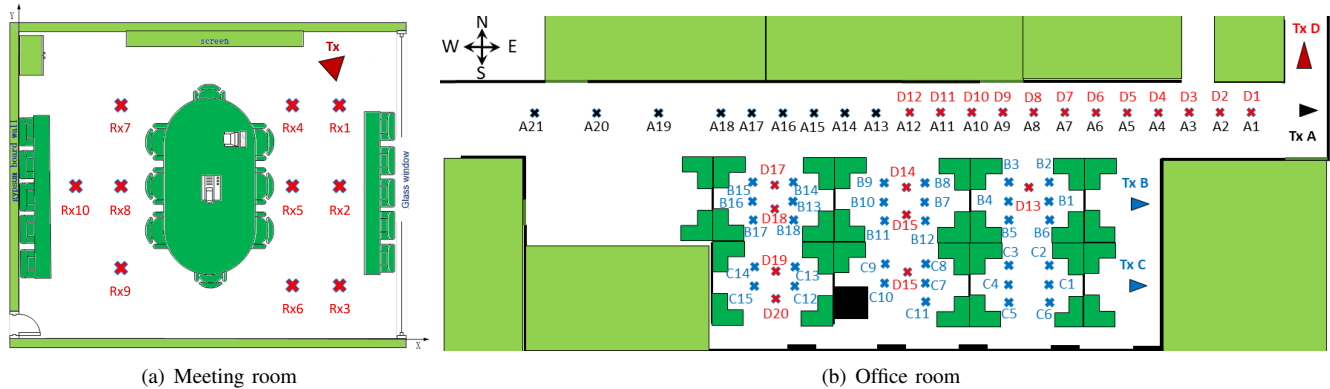 Y
screen
Tx
Rx7
Rx4
Rx1
gypsum board wall
Glass window
Rx10
Rx8
Rx5
Rx2
Rx9
Rx6
Rx3
X
(a) Meeting room
N
W E
S
Tx D
D12 D11 D10 D9 D8 D7 D6 D5 D4 D3 D2 D1
A21 A20 A19 A18 A17 A16 A15 A14 A13 A12 A11 A10 A9 A8 A7 A6 A5 A4 A3 A2 A1
Tx A
D17 D14 B3 B2
B15 B14 B9 B8 Tx B
B16 B13 B10 B7 B4 D13 B1
D18 D15
B17 B18 B11 B12 B5 B6
D19 C3 C2
C14 C13 C9 C8 Tx C
C15 C12 C10 D15 C7 C4 C1
D20 C11 C5 C6
(b) Office room